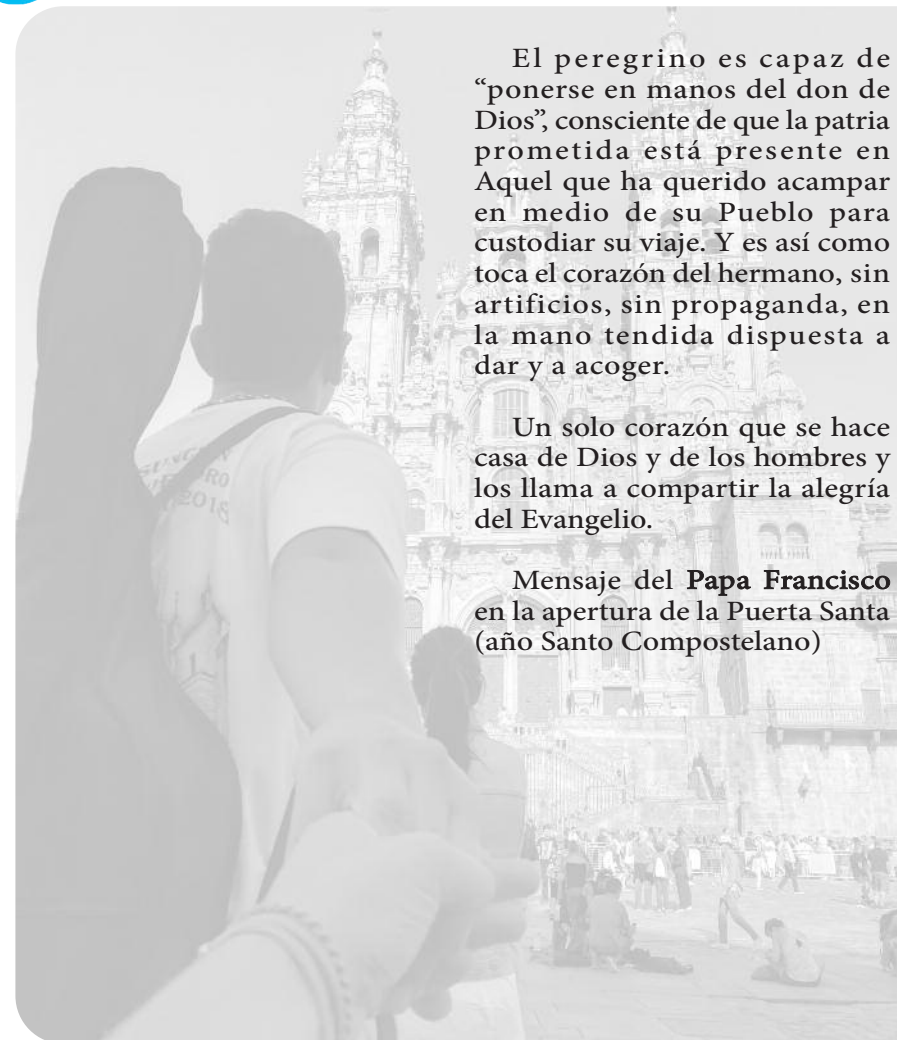 El peregrino es capaz de
“ponerse en manos del don de
Dios”, consciente de que la patria
prometida está presente en
Aquel que ha querido acampar
en medio de su Pueblo para
custodiar su viaje. Y es así como
toca el corazón del hermano, sin
artificios, sin propaganda, en
la mano tendida dispuesta a
dar y a acoger.
Un solo corazón que se hace
casa de Dios y de los hombres y
los llama a compartir la alegría
del Evangelio.
Mensaje del Papa Francisco
en la apertura de la Puerta Santa
(año Santo Compostelano)
2018